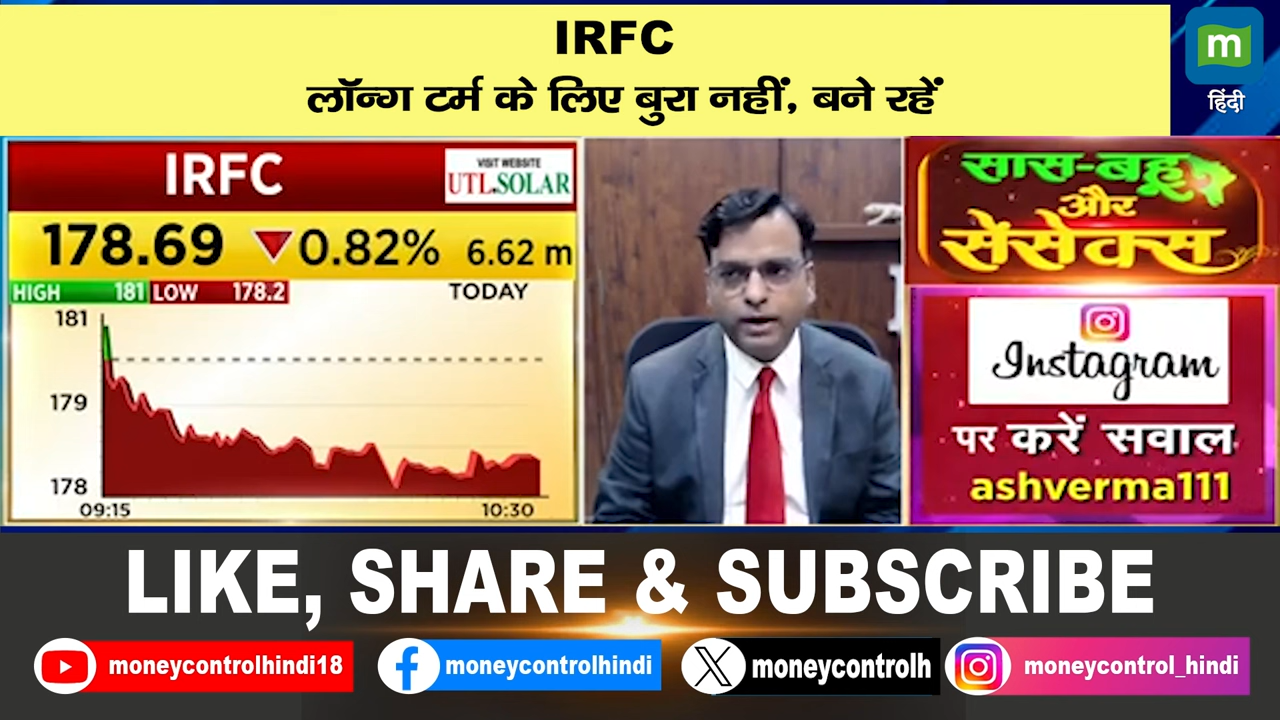 IRFC
लॉन्ग टर्म के लिए बुरा नहीं, बने रहें
m
हिंदी
IRFC
VISIT WEBSITE
UTL.SOLAR
178.69 ▼0.82% 6.62 m
HIGH 181 LOW 178.2 TODAY
181
179
178
09:15 10:30
सास-बहू
और
सेंसेक्स
Instagram
पर करें सवाल
ashverma111
LIKE, SHARE & SUBSCRIBE
moneycontrolhindi18 moneycontrolhindi moneycontrolh moneycontrol_hindi